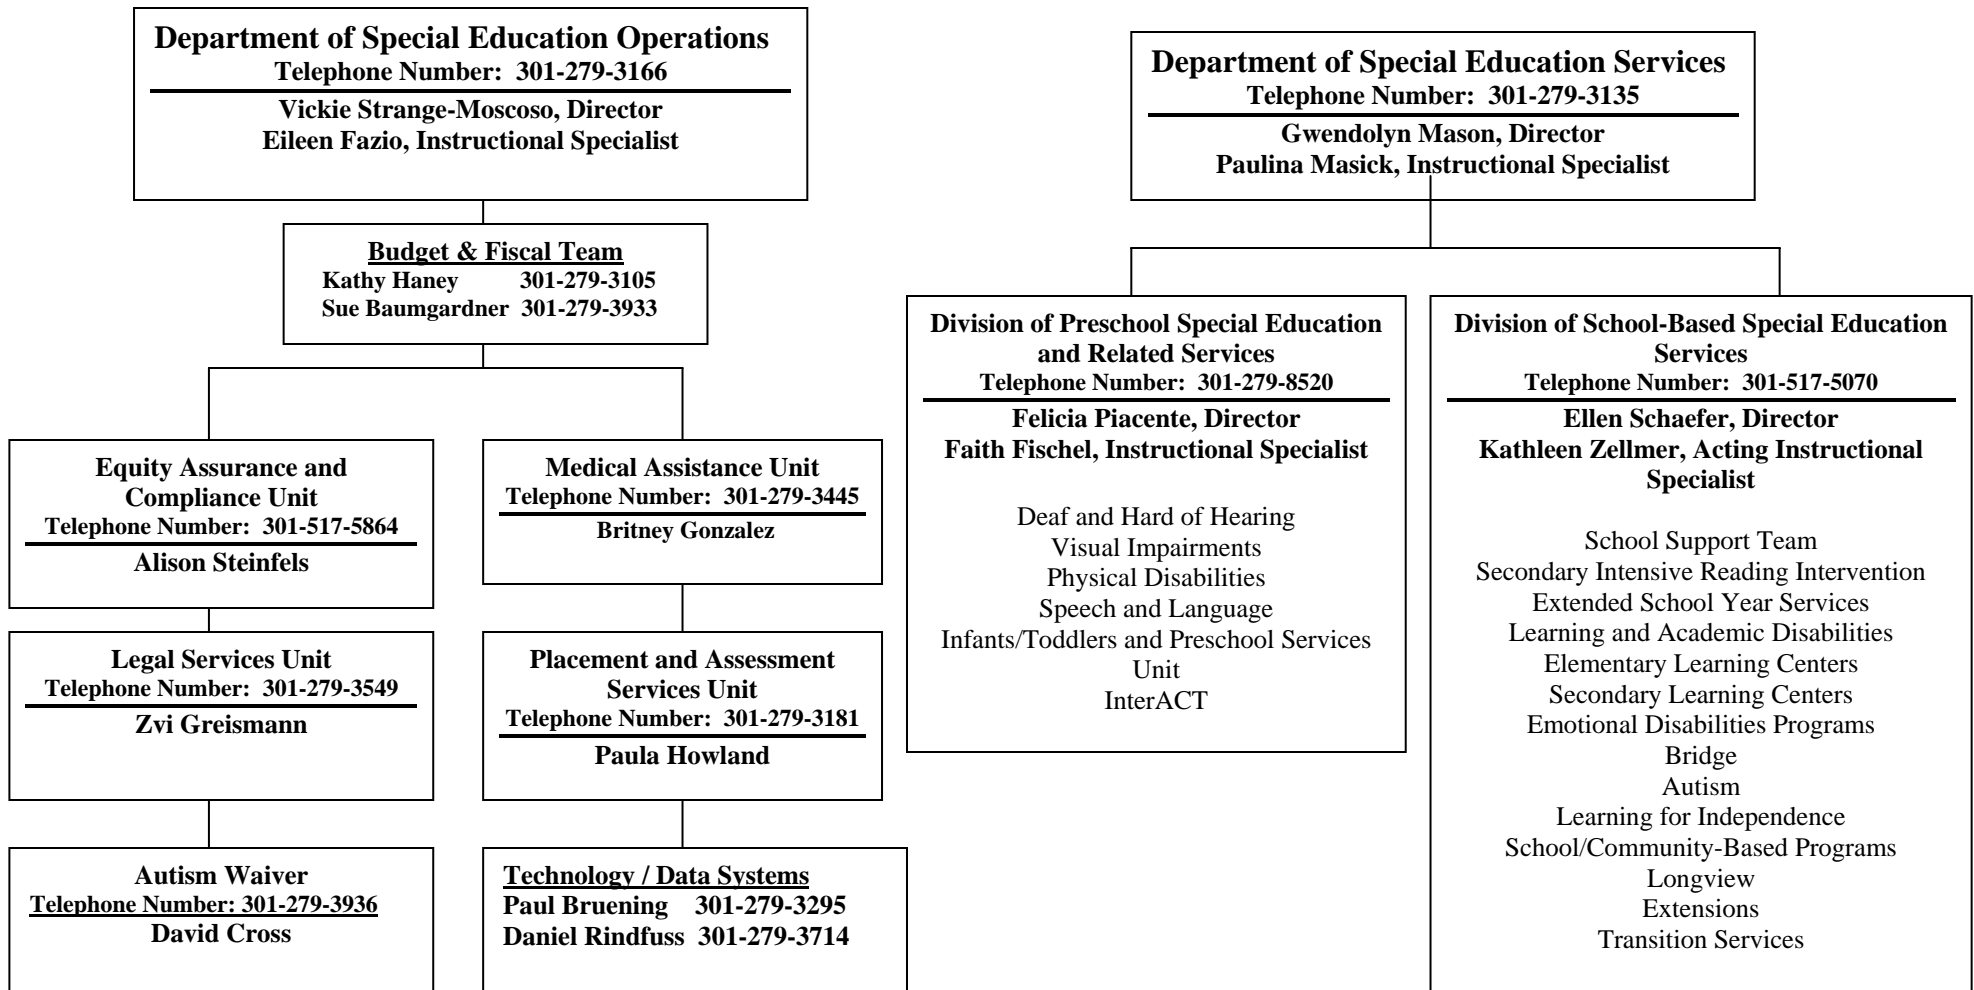 Department of Special Education Operations
Telephone Number: 301-279-3166
Vickie Strange-Moscoso, Director
Eileen Fazio, Instructional Specialist
Budget & Fiscal Team
Kathy Haney 301-279-3105
Sue Baumgardner 301-279-3933
Equity Assurance and
Compliance Unit
Telephone Number: 301-517-5864
Alison Steinfels
Legal Services Unit
Telephone Number: 301-279-3549
Zvi Greismann
Autism Waiver
Telephone Number: 301-279-3936
David Cross
Medical Assistance Unit
Telephone Number: 301-279-3445
Britney Gonzalez
Placement and Assessment
Services Unit
Telephone Number: 301-279-3181
Paula Howland
Technology / Data Systems
Paul Bruening 301-279-3295
Daniel Rindfuss 301-279-3714
Department of Special Education Services
Telephone Number: 301-279-3135
Gwendolyn Mason, Director
Paulina Masick, Instructional Specialist
Division of Preschool Special Education
and Related Services
Telephone Number: 301-279-8520
Felicia Piacente, Director
Faith Fischel, Instructional Specialist
Deaf and Hard of Hearing
Visual Impairments
Physical Disabilities
Speech and Language
Infants/Toddlers and Preschool Services
Unit
InterACT
Division of School-Based Special Education
Services
Telephone Number: 301-517-5070
Ellen Schaefer, Director
Kathleen Zellmer, Acting Instructional
Specialist
School Support Team
Secondary Intensive Reading Intervention
Extended School Year Services
Learning and Academic Disabilities
Elementary Learning Centers
Secondary Learning Centers
Emotional Disabilities Programs
Bridge
Autism
Learning for Independence
School/Community-Based Programs
Longview
Extensions
Transition Services